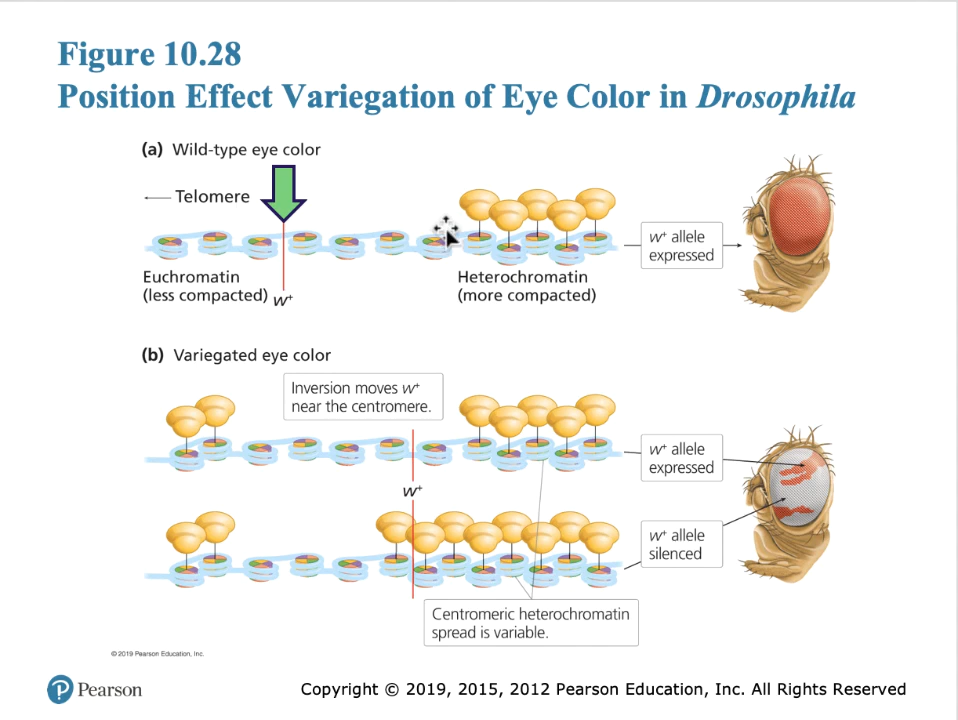 Figure 10.28
Position Effect Variegation of Eye Color in Drosophila
(a) Wild-type eye color
Telomere
Euchromatin
(less compacted)
w+
Heterochromatin
(more compacted)
w+ allele
expressed
(b) Variegated eye color
Inversion moves w+
near the centromere.
w+ allele
expressed
w+
w+ allele
silenced
Centromeric heterochromatin
spread is variable.
© 2019 Pearson Education, Inc.
P Pearson
Copyright © 2019, 2015, 2012 Pearson Education, Inc. All Rights Reserved